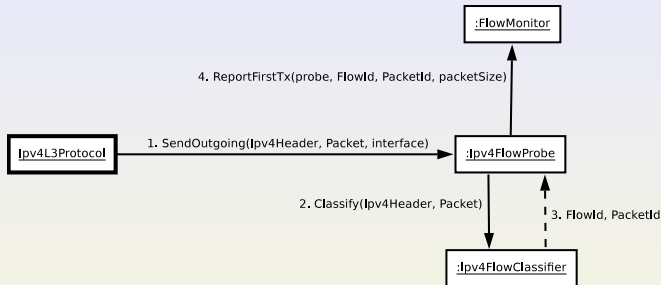 :FlowMonitor
4. ReportFirstTx(probe, FlowId, PacketId, packetSize)
Ipv4L3Protocol
1. SendOutgoing(Ipv4Header, Packet, interface)
:Ipv4FlowProbe
2. Classify(Ipv4Header, Packet)
3. FlowId, PacketId
:Ipv4FlowClassifier